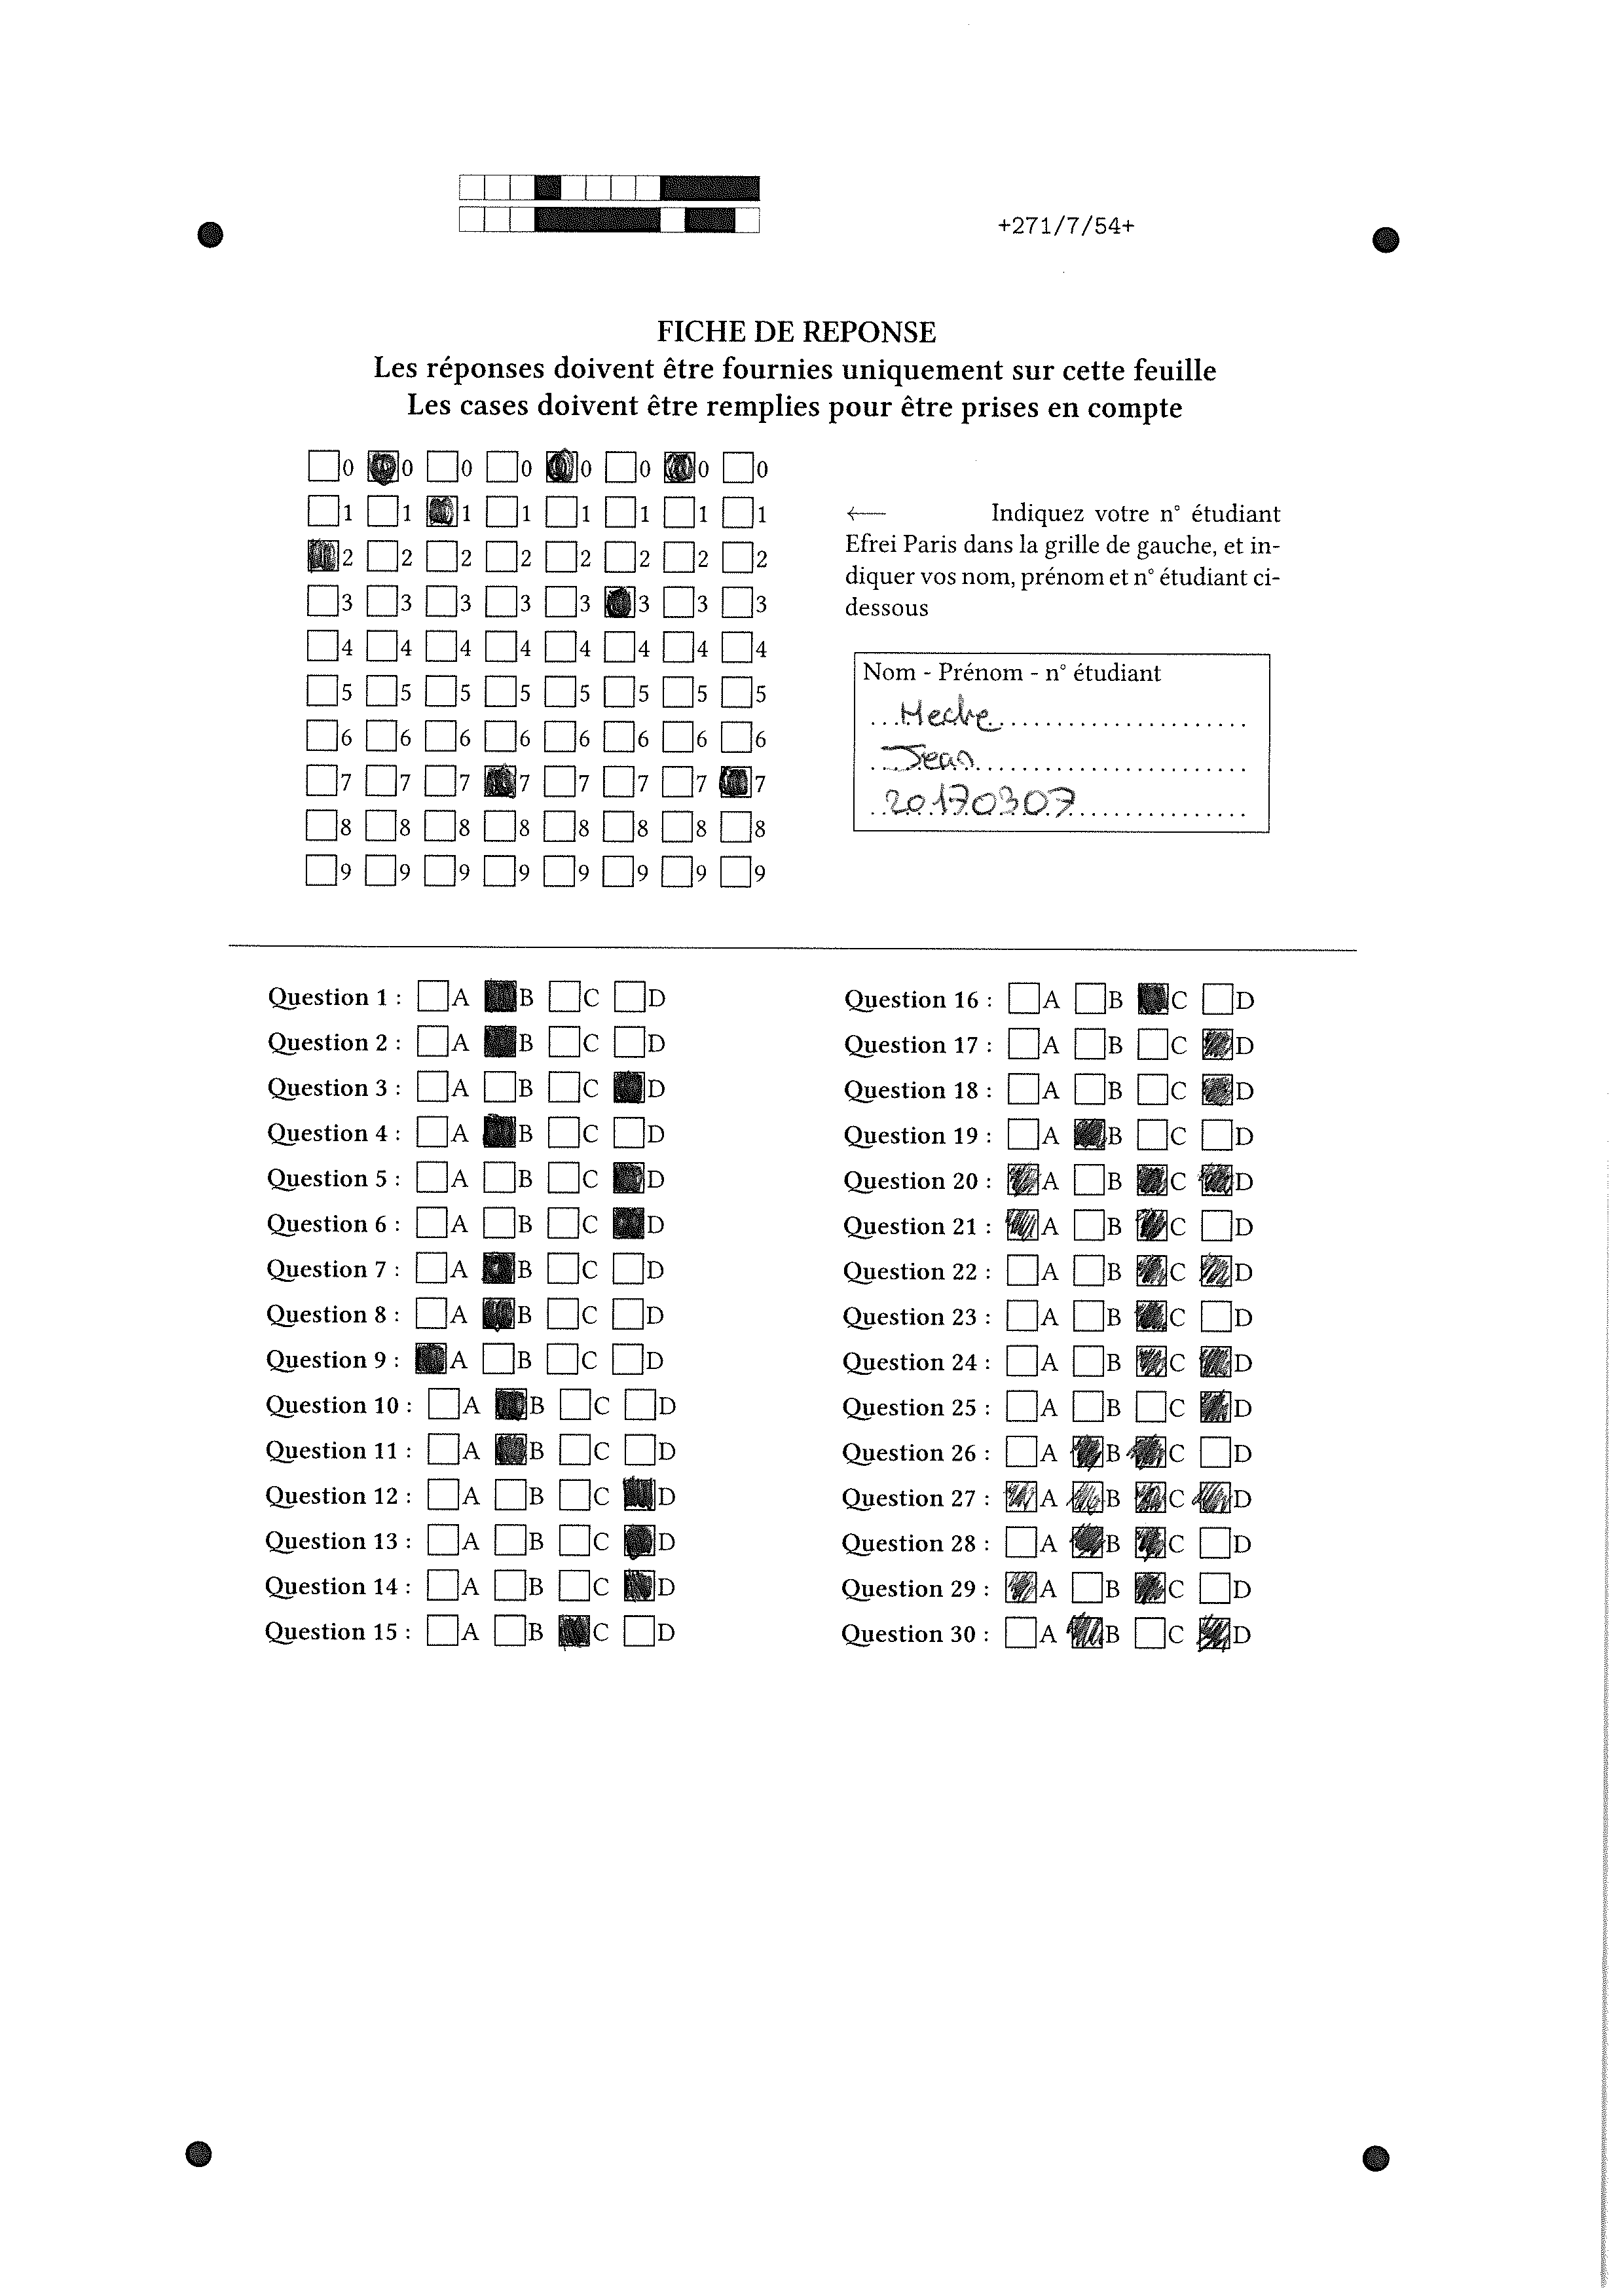 +271/7/54+
FICHE DE REPONSE
Les réponses doivent être fournies uniquement sur cette feuille
Les cases doivent être remplies pour être prises en compte
0 0 0 0 0 0 0 0
1 1 1 1 1 1 1 1
2 2 2 2 2 2 2 2
3 3 3 3 3 3 3 3
4 4 4 4 4 4 4 4
5 5 5 5 5 5 5 5
6 6 6 6 6 6 6 6
7 7 7 7 7 7 7 7
8 8 8 8 8 8 8 8
9 9 9 9 9 9 9 9
← Indiquez votre n° étudiant
Efrei Paris dans la grille de gauche, et in-
diquer vos nom, prénom et n° étudiant ci-
dessous
Nom - Prénom - n° étudiant
Jean
20170307
Question 1 : A B C D
Question 2 : A B C D
Question 3 : A B C D
Question 4 : A B C D
Question 5 : A B C D
Question 6 : A B C D
Question 7 : A B C D
Question 8 : A B C D
Question 9 : A B C D
Question 10 : A B C D
Question 11 : A B C D
Question 12 : A B C D
Question 13 : A B C D
Question 14 : A B C D
Question 15 : A B C D
Question 16 : A B C D
Question 17 : A B C D
Question 18 : A B C D
Question 19 : A B C D
Question 20 : A B C D
Question 21 : A B C D
Question 22 : A B C D
Question 23 : A B C D
Question 24 : A B C D
Question 25 : A B C D
Question 26 : A B C D
Question 27 : A B C D
Question 28 : A B C D
Question 29 : A B C D
Question 30 : A B C D